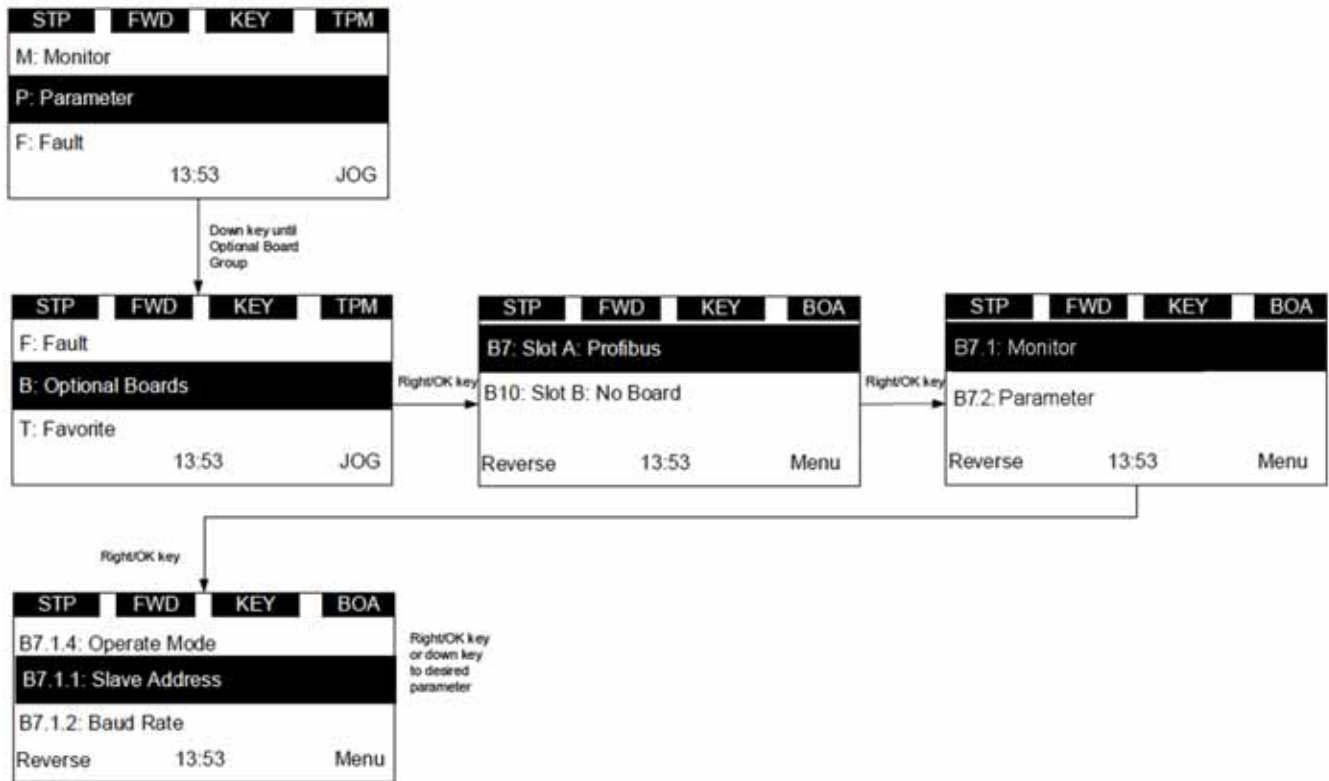 STP FWD KEY TPM
M: Monitor
P: Parameter
F: Fault
13:53 JOG
Down key until
Optional Board
Group
STP FWD KEY TPM
F: Fault
B: Optional Boards
T: Favorite
13:53 JOG
Right/OK key
STP FWD KEY BOA
B7: Slot A: Profibus
B10: Slot B: No Board
Reverse 13:53 Menu
Right/OK key
STP FWD KEY BOA
B7.1: Monitor
B7.2: Parameter
Reverse 13:53 Menu
Right/OK key
STP FWD KEY BOA
B7.1.4: Operate Mode
B7.1.1: Slave Address
B7.1.2: Baud Rate
Reverse 13:53 Menu
Right/OK key
or down key
to desired
parameter